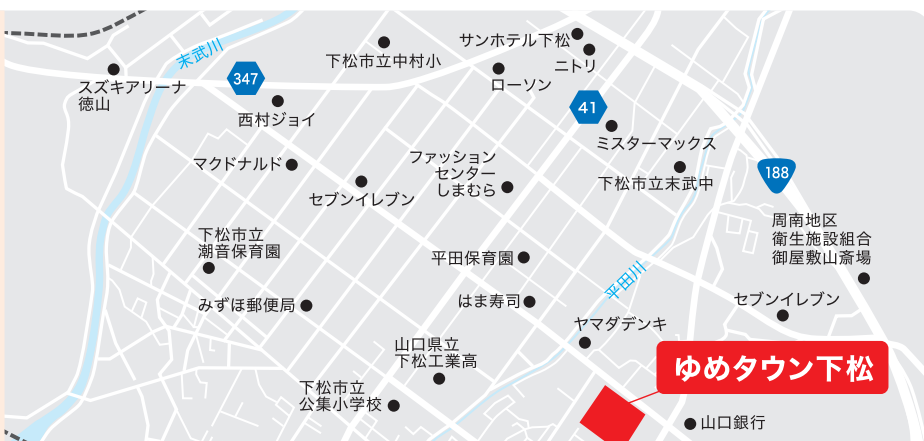 末武川
サンホテル下松
ニトリ
下松市立中村小
スズキアリーナ
徳山
347
ローソン
西村ジョイ
41
ミスターマックス
マクドナルド
ファッション
センター
しまむら
セブンイレブン
下松市立末武中
188
周南地区
衛生施設組合
御屋敷山斎場
下松市立
潮音保育園
平田保育園
平田川
みずほ郵便局
はま寿司
セブンイレブン
ヤマダデンキ
山口県立
下松工業高
ゆめタウン下松
下松市立
公集小学校
山口銀行